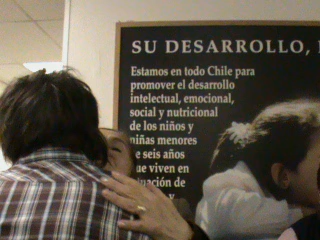 SU DESARROLLO,
Estamos en todo Chile para
promover el desarrollo
intelectual, emocional,
social y nutricional
de los niños y
niñas menores
e seis años
ue viven en
uación de
y